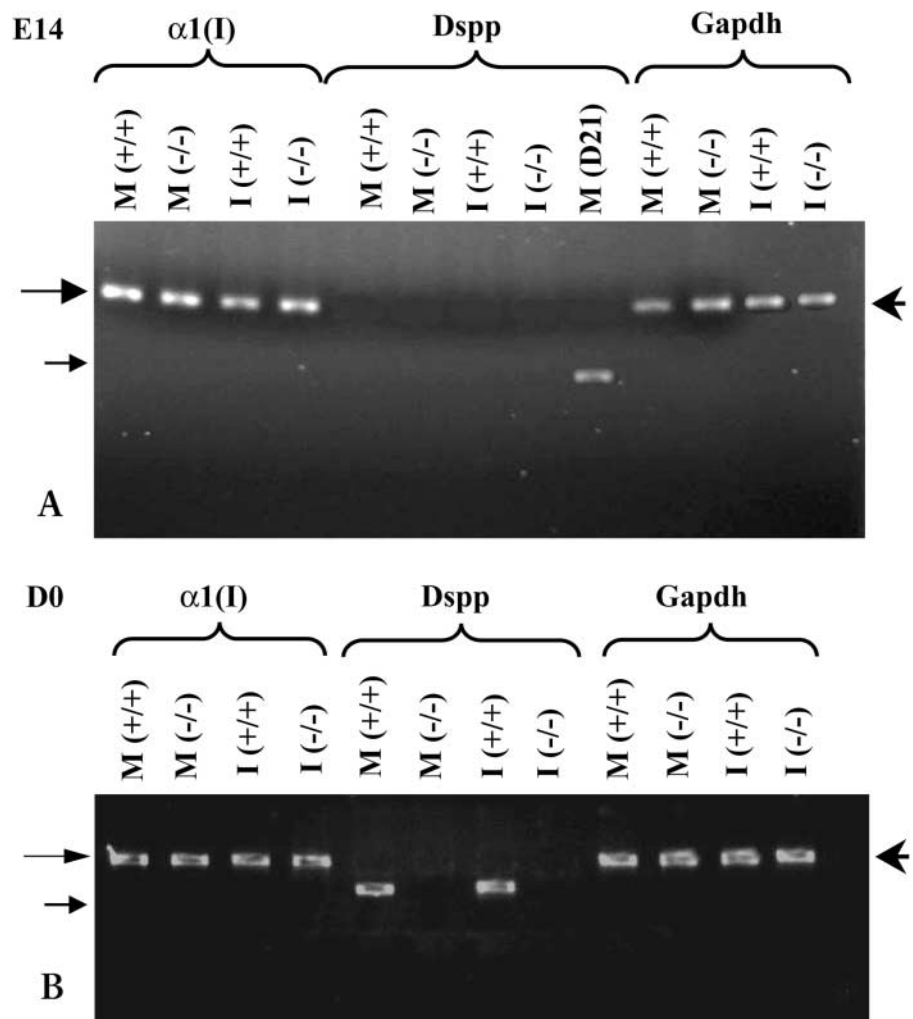 E14
α1(I) Dspp Gapdh
M (+/+) M (-/-) I (+/+) I (-/-) M (+/+) M (-/-) I (+/+) I (-/-) M (D21) M (+/+) M (-/-) I (+/+) I (-/-)
A
D0
α1(I) Dspp Gapdh
M (+/+) M (-/-) I (+/+) I (-/-) M (+/+) M (-/-) I (+/+) I (-/-) M (+/+) M (-/-) I (+/+) I (-/-)
B